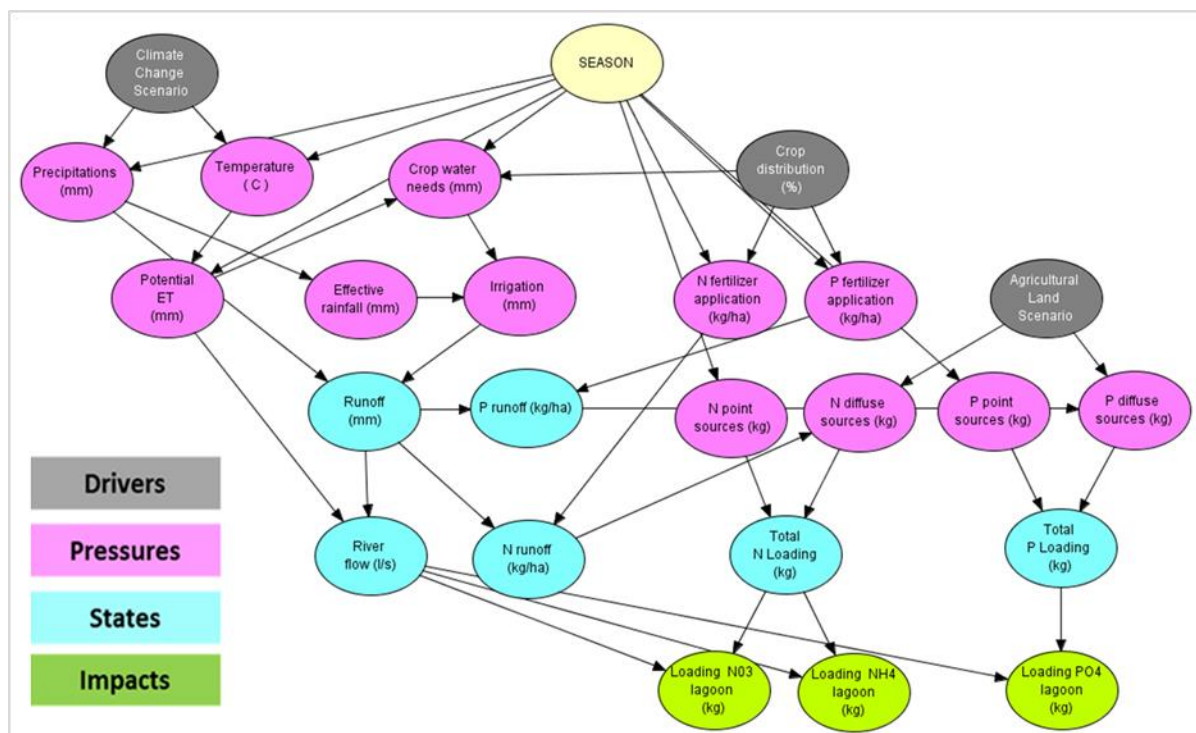 Climate
Change
Scenario
SEASON
Precipitations
(mm)
Temperature
( C )
Crop water
needs (mm)
Crop
distribution
(%)
Potential
ET
(mm)
Effective
rainfall (mm)
Irrigation
(mm)
N fertilizer
application
(kg/ha)
P fertilizer
application
(kg/ha)
Agricultural
Land
Scenario
Runoff
(mm)
P runoff (kg/ha)
N point
sources (kg)
N diffuse
sources (kg)
P point
sources (kg)
P diffuse
sources (kg)
Drivers
Pressures
States
Impacts
River
flow (l/s)
N runoff
(kg/ha)
Total
N Loading
(kg)
Total
P Loading
(kg)
Loading N03
lagoon
(kg)
Loading NH4
lagoon
(kg)
Loading PO4
lagoon
(kg)